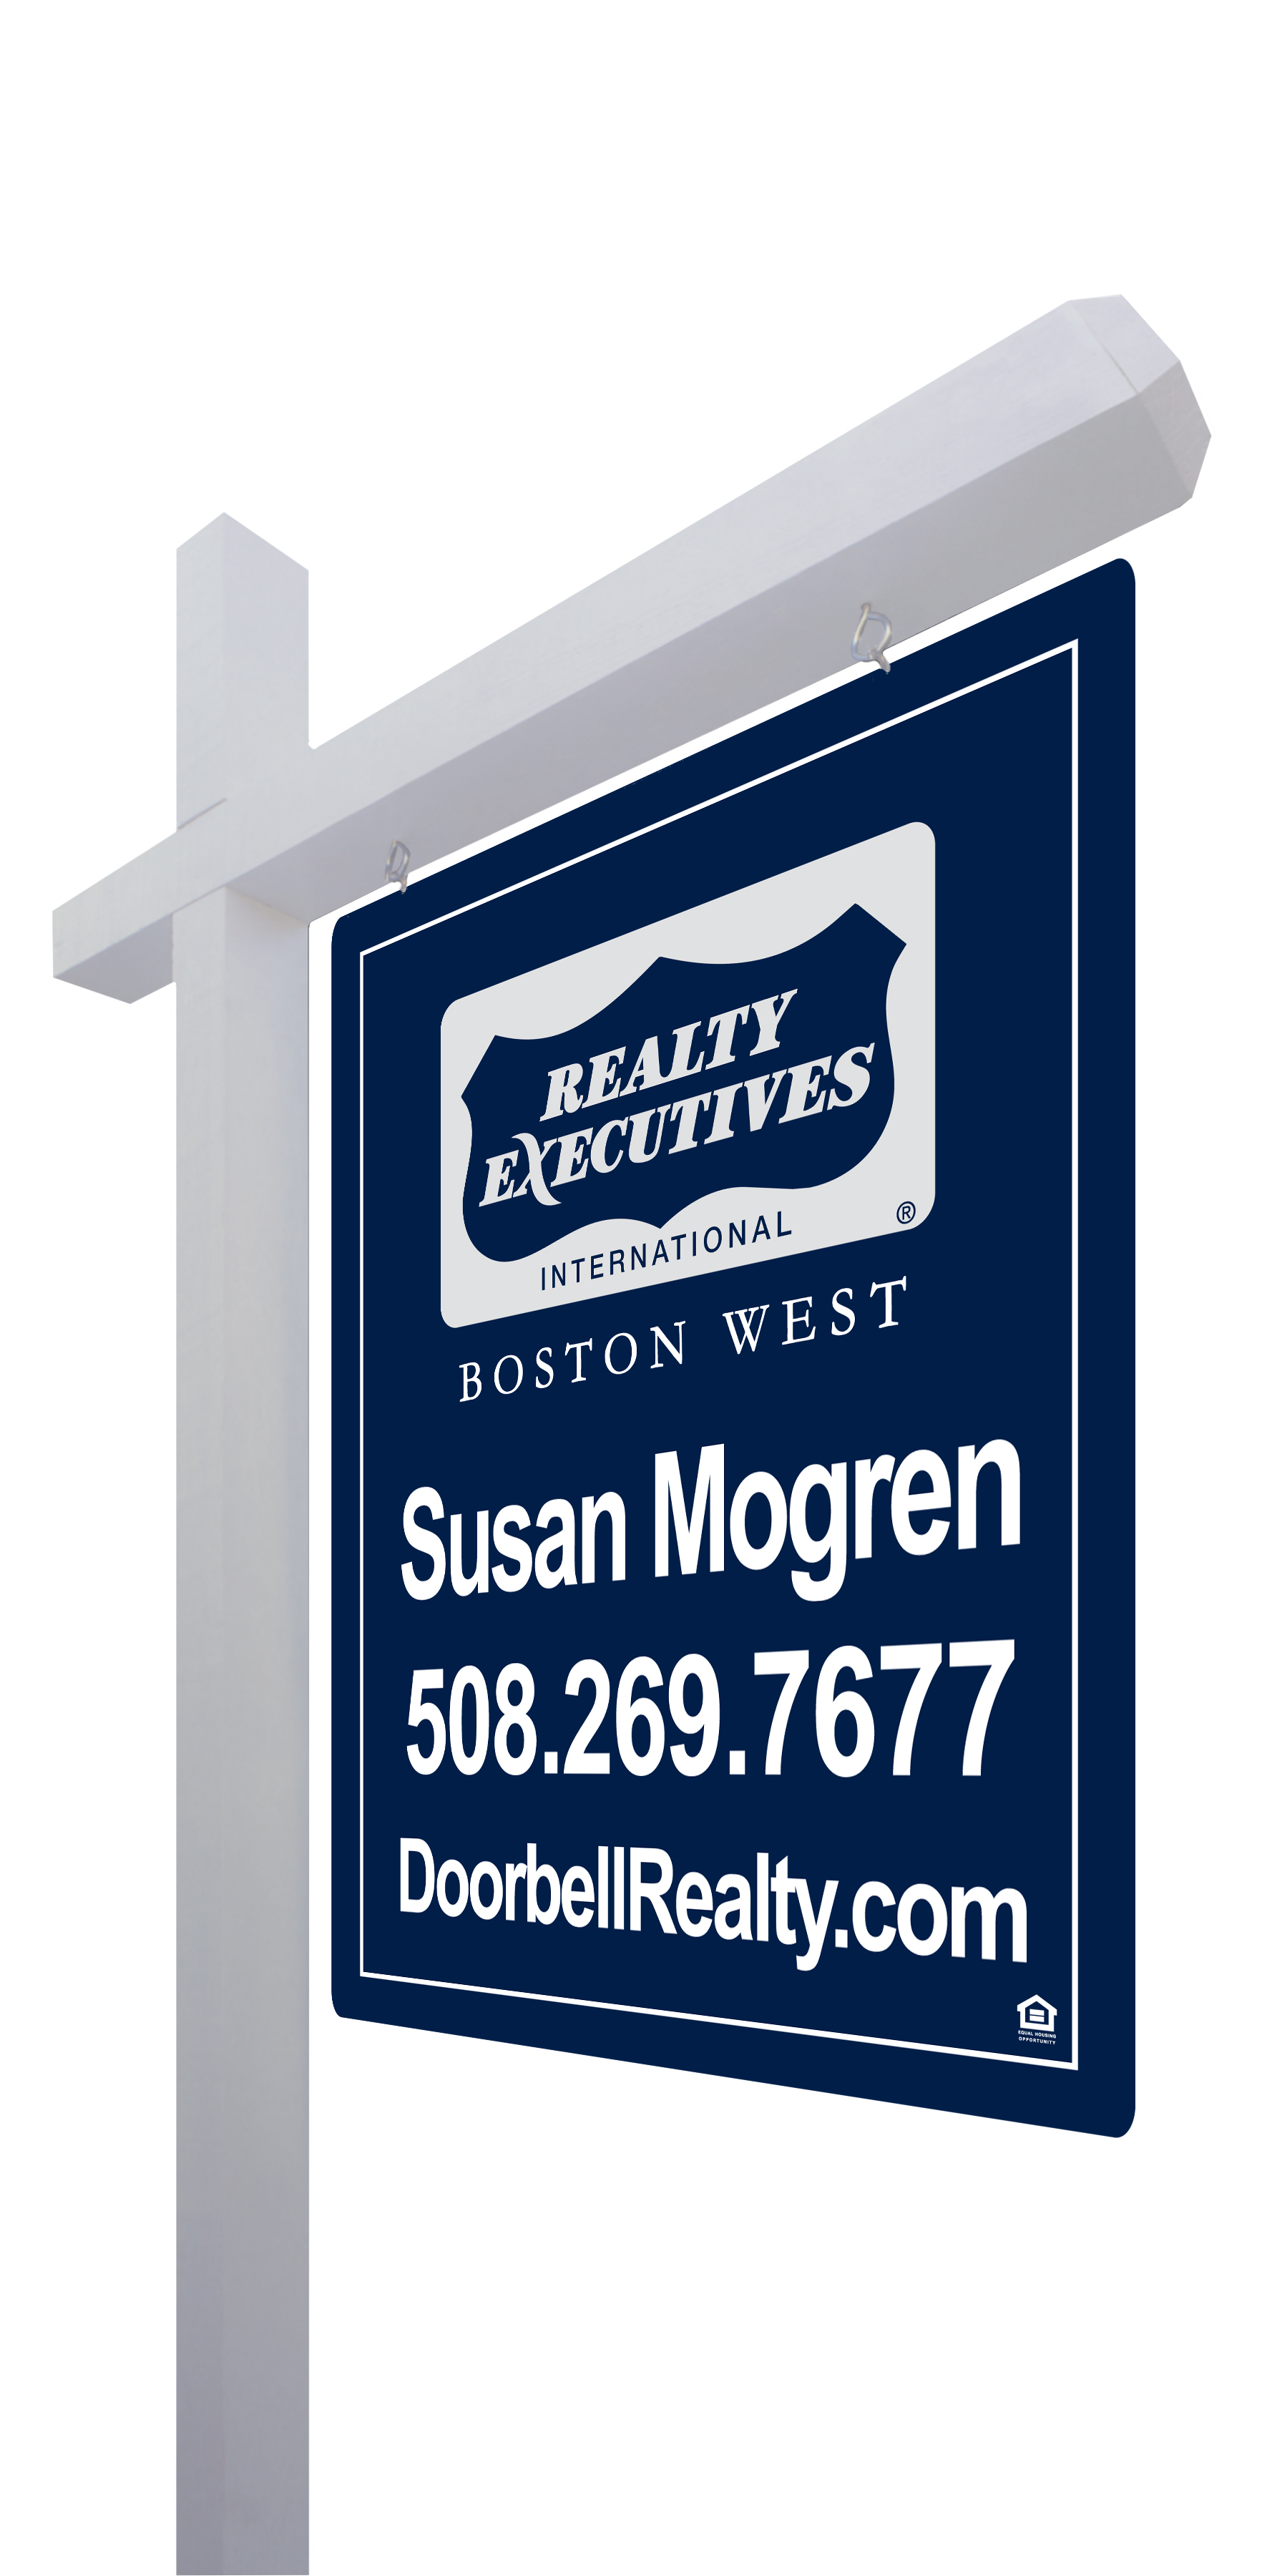 REALTY
EXECUTIVES
INTERNATIONAL
®
BOSTON WEST
Susan Mogren
508.269.7677
DoorbellRealty.com
EQUAL HOUSING
OPPORTUNITY